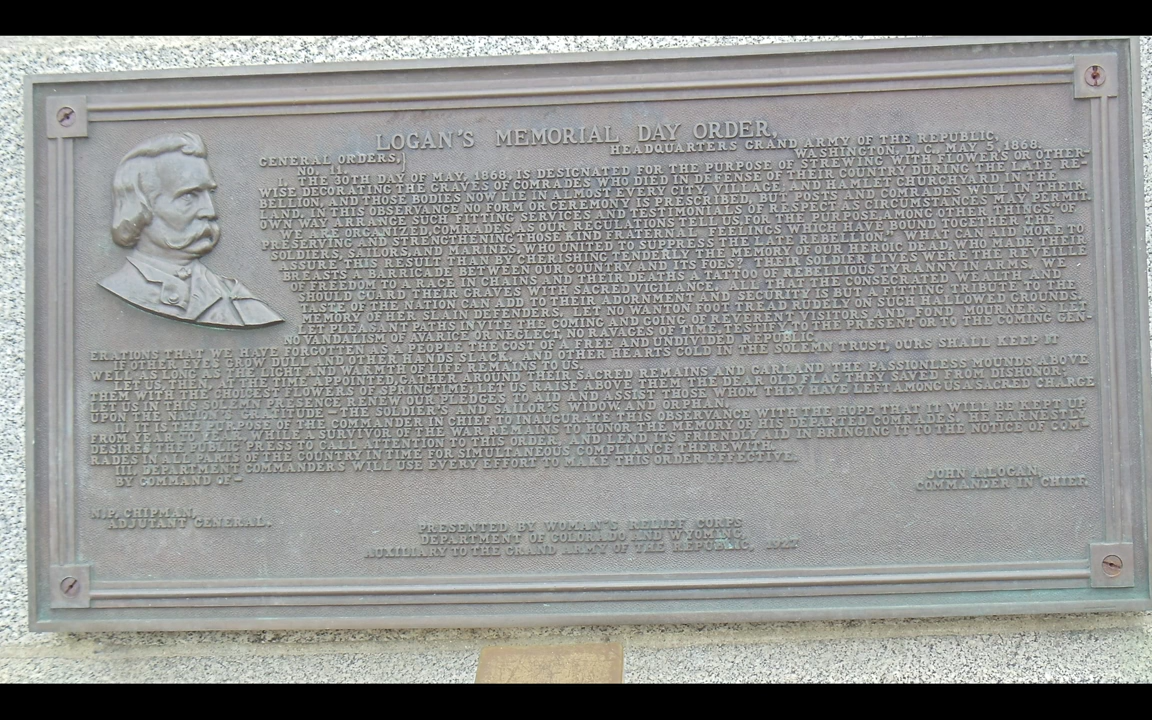 LOGAN'S MEMORIAL DAY ORDER.
HEADQUARTERS GRAND ARMY OF THE REPUBLIC,
GENERAL ORDERS, WASHINGTON, D.C., MAY 5, 1868.
NO. 11.
I. THE 30TH DAY OF MAY, 1868, IS DESIGNATED FOR THE PURPOSE OF STREWING WITH FLOWERS OR OTHER-
WISE DECORATING THE GRAVES OF COMRADES WHO DIED IN DEFENSE OF THEIR COUNTRY DURING THE LATE RE-
BELLION, AND THOSE BODIES NOW LIE IN ALMOST EVERY CITY, VILLAGE, AND HAMLET CHURCHYARD IN THE
LAND. IN THIS OBSERVANCE NO FORM OR CEREMONY IS PRESCRIBED, BUT POSTS AND COMRADES WILL IN THEIR
OWN WAY ARRANGE SUCH FITTING SERVICES AND TESTIMONIALS OF RESPECT AS CIRCUMSTANCES MAY PERMIT.
WE ARE ORGANIZED, COMRADES, AS OUR REGULATIONS TELL US, FOR THE PURPOSE, AMONG OTHER THINGS, "OF
PRESERVING AND STRENGTHENING THOSE KIND FRATERNAL FEELINGS WHICH HAVE BOUND TOGETHER THE
SOLDIERS, SAILORS, AND MARINES, WHO UNITED TO SUPPRESS THE LATE REBELLION." WHAT CAN AID MORE TO
ASSURE THIS RESULT THAN BY CHERISHING TENDERLY THE MEMORY OF OUR HEROIC DEAD, WHO MADE THEIR
BREASTS A BARRICADE BETWEEN OUR COUNTRY AND ITS FOES? THEIR SOLDIER LIVES WERE THE REVEILLE
OF FREEDOM TO A RACE IN CHAINS, AND THEIR DEATHS A TATTOO OF REBELLIOUS TYRANNY IN ARMS. WE
SHOULD GUARD THEIR GRAVES WITH SACRED VIGILANCE. ALL THAT THE CONSECRATED WEALTH AND
TASTE OF THE NATION CAN ADD TO THEIR ADORNMENT AND SECURITY IS BUT A FITTING TRIBUTE TO THE
MEMORY OF HER SLAIN DEFENDERS. LET NO WANTON FOOT TREAD RUDELY ON SUCH HALLOWED GROUNDS.
LET PLEASANT PATHS INVITE THE COMING AND GOING OF REVERENT VISITORS AND FOND MOURNERS. LET
NO VANDALISM OF AVARICE OR NEGLECT, NO RAVAGES OF TIME, TESTIFY TO THE PRESENT OR TO THE COMING GEN-
ERATIONS THAT WE HAVE FORGOTTEN AS A PEOPLE THE COST OF A FREE AND UNDIVIDED REPUBLIC.
IF OTHER EYES GROW DULL AND OTHER HANDS SLACK, AND OTHER HEARTS COLD IN THE SOLEMN TRUST, OURS SHALL KEEP IT
WELL AS LONG AS THE LIGHT AND WARMTH OF LIFE REMAINS TO US.
LET US, THEN, AT THE TIME APPOINTED, GATHER AROUND THEIR SACRED REMAINS AND GARLAND THE PASSIONLESS MOUNDS ABOVE
THEM WITH THE CHOICEST FLOWERS OF SPRINGTIME; LET US RAISE ABOVE THEM THE DEAR OLD FLAG THEY SAVED FROM DISHONOR;
LET US IN THIS SOLEMN PRESENCE RENEW OUR PLEDGES TO AID AND ASSIST THOSE WHOM THEY HAVE LEFT AMONG US A SACRED CHARGE
UPON THE NATION'S GRATITUDE—THE SOLDIER'S AND SAILOR'S WIDOW AND ORPHAN.
II. IT IS THE PURPOSE OF THE COMMANDER IN CHIEF TO INAUGURATE THIS OBSERVANCE WITH THE HOPE THAT IT WILL BE KEPT UP
FROM YEAR TO YEAR, WHILE A SURVIVOR OF THE WAR REMAINS TO HONOR THE MEMORY OF HIS DEPARTED COMRADES. HE EARNESTLY
DESIRES THE PUBLIC PRESS TO CALL ATTENTION TO THIS ORDER, AND LEND ITS FRIENDLY AID IN BRINGING IT TO THE NOTICE OF COM-
RADES IN ALL PARTS OF THE COUNTRY IN TIME FOR SIMULTANEOUS COMPLIANCE THEREWITH.
III. DEPARTMENT COMMANDERS WILL USE EVERY EFFORT TO MAKE THIS ORDER EFFECTIVE.
BY COMMAND OF—
JOHN A. LOGAN,
COMMANDER IN CHIEF.
N.P. CHIPMAN,
ADJUTANT GENERAL.
PRESENTED BY WOMAN'S RELIEF CORPS
DEPARTMENT OF COLORADO AND WYOMING,
AUXILIARY TO THE GRAND ARMY OF THE REPUBLIC, 1927